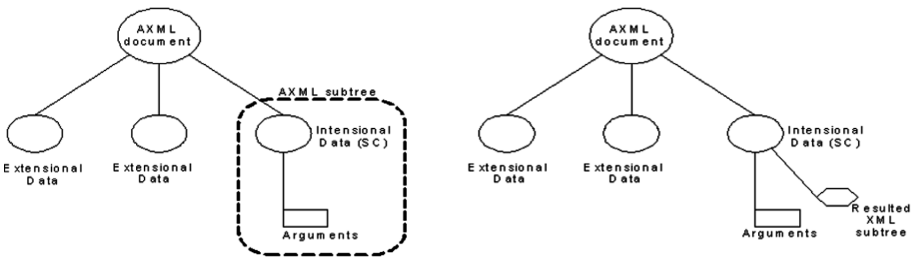 AXML
document
AXML subtree
Intensional
Data (SC)
Extensional
Data
Extensional
Data
Arguments
AXML
document
Intensional
Data (SC)
Extensional
Data
Extensional
Data
Resulted
XML
subtree
Arguments